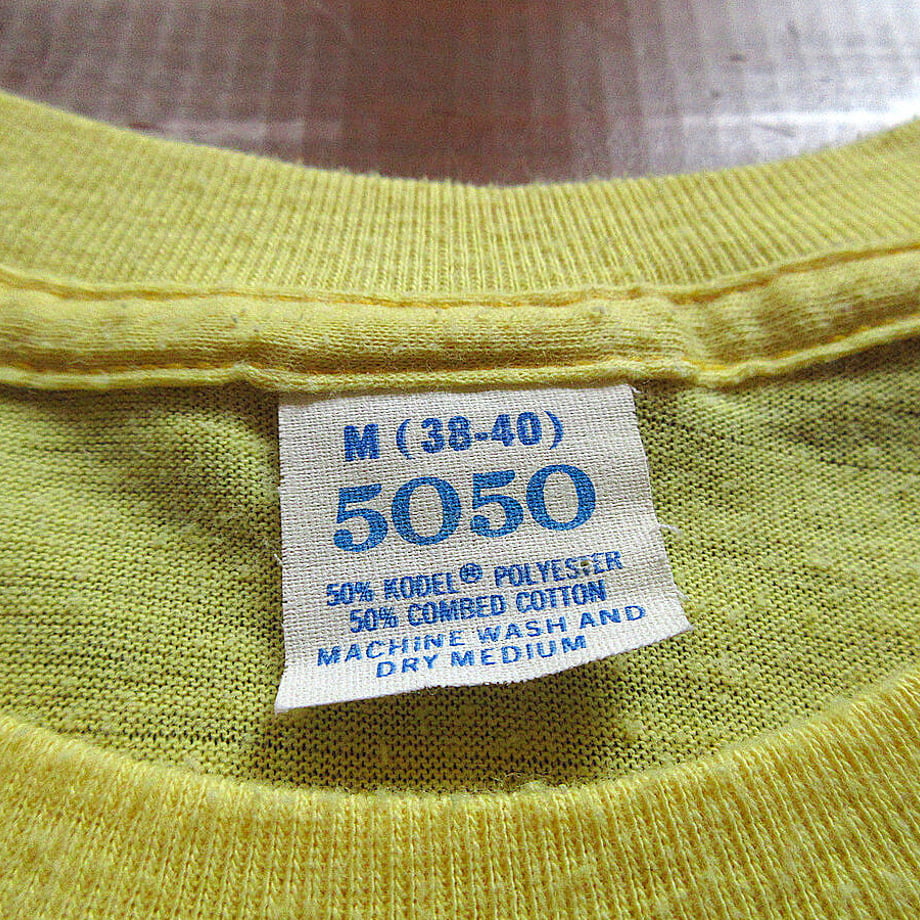 M (38-40)
5050
50% KODEL® POLYESTER
50% COMBED COTTON
MACHINE WASH AND
DRY MEDIUM